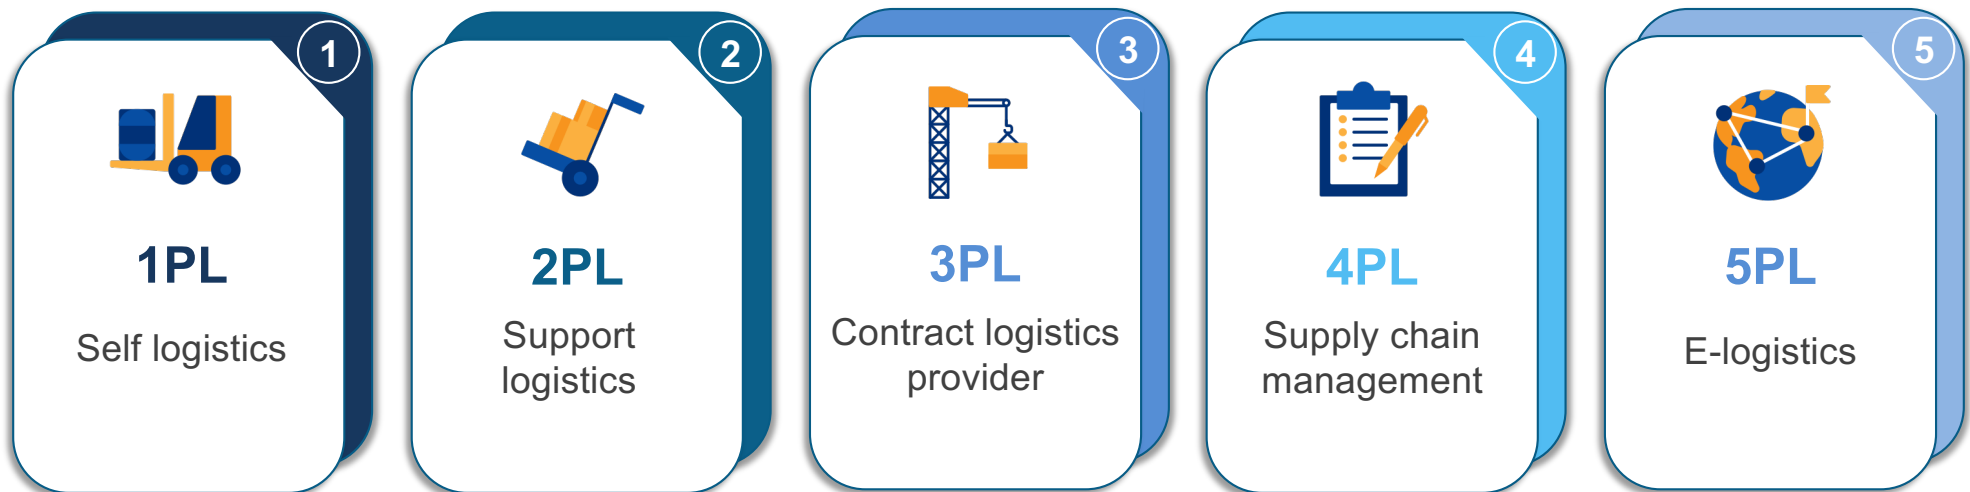 1
1PL
Self logistics
2
2PL
Support
logistics
3
3PL
Contract logistics
provider
4
4PL
Supply chain
management
5
5PL
E-logistics